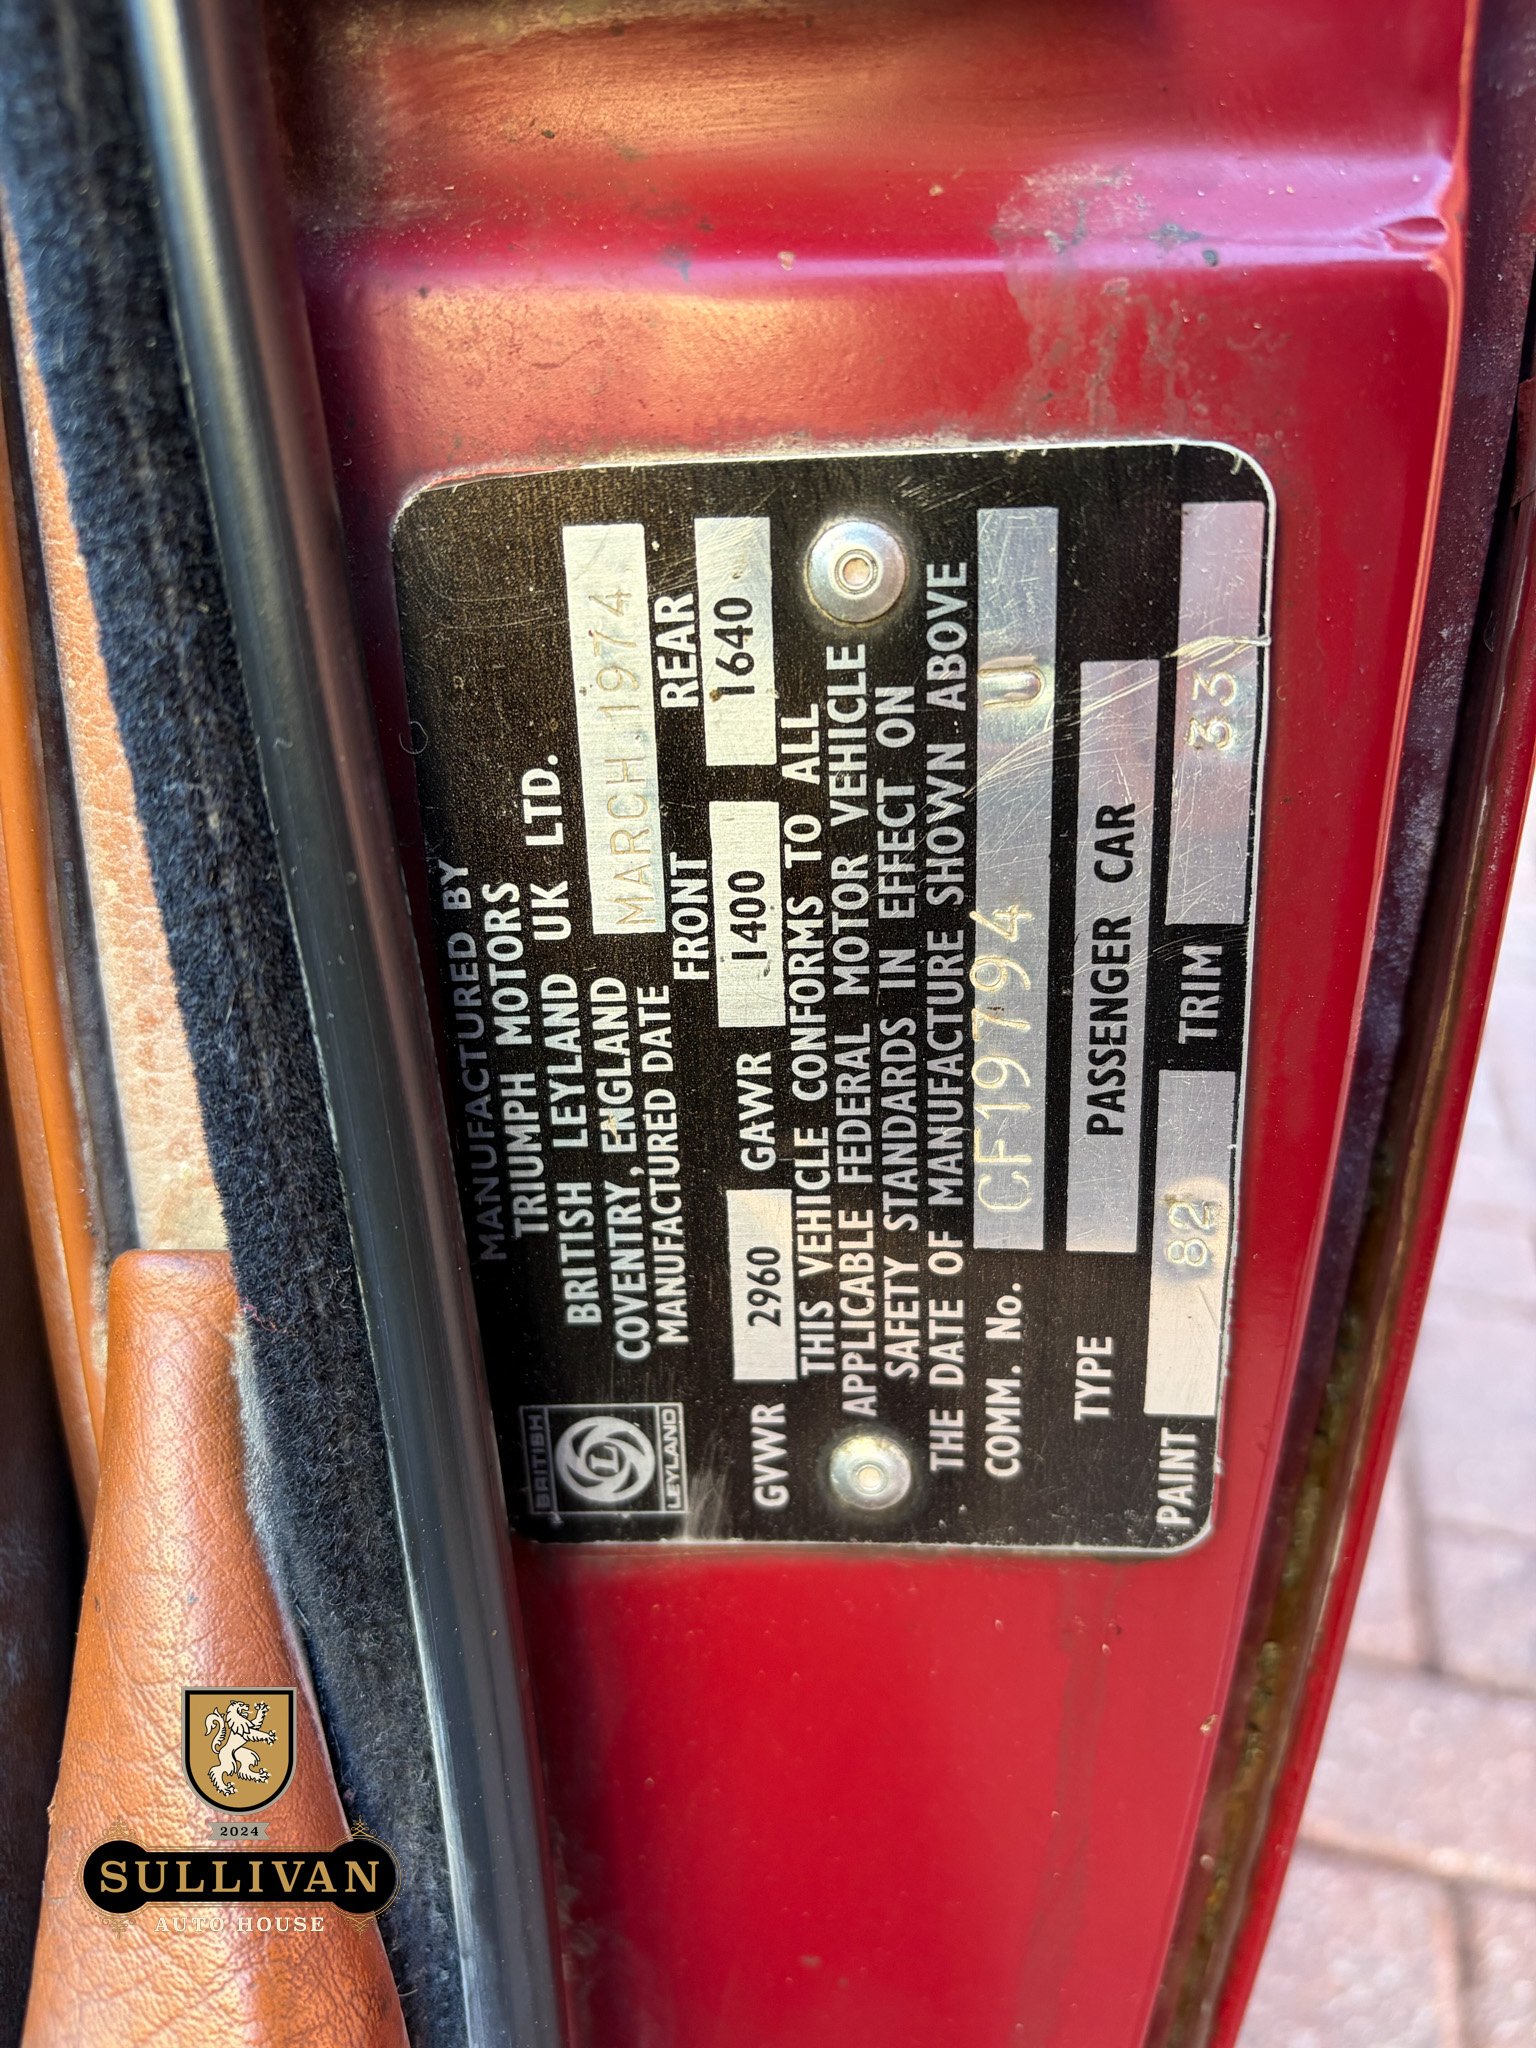 MANUFACTURED BY
TRIUMPH MOTORS
BRITISH LEYLAND UK LTD.
COVENTRY, ENGLAND
MANUFACTURED DATE MARCH 1974
BRITISH
L
LEYLAND
FRONT REAR
GVWR 2960 GAWR 1400 1640
THIS VEHICLE CONFORMS TO ALL
APPLICABLE FEDERAL MOTOR VEHICLE
SAFETY STANDARDS IN EFFECT ON
THE DATE OF MANUFACTURE SHOWN ABOVE
COMM. No. CF19794 U
TYPE PASSENGER CAR
PAINT 82 TRIM 33
2024
SULLIVAN
AUTO HOUSE